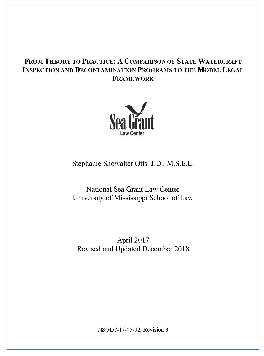 FROM THEORY TO PRACTICE: A COMPARISON OF STATE WATERCRAFT
INSPECTION AND DECONTAMINATION PROGRAMS TO THE MODEL LEGAL
FRAMEWORK
Sea Grant
Law Center
Stephanie Showalter Otts, J.D., M.S.E.L.
National Sea Grant Law Center
University of Mississippi School of Law
April 2017
Revised and Updated December 2018